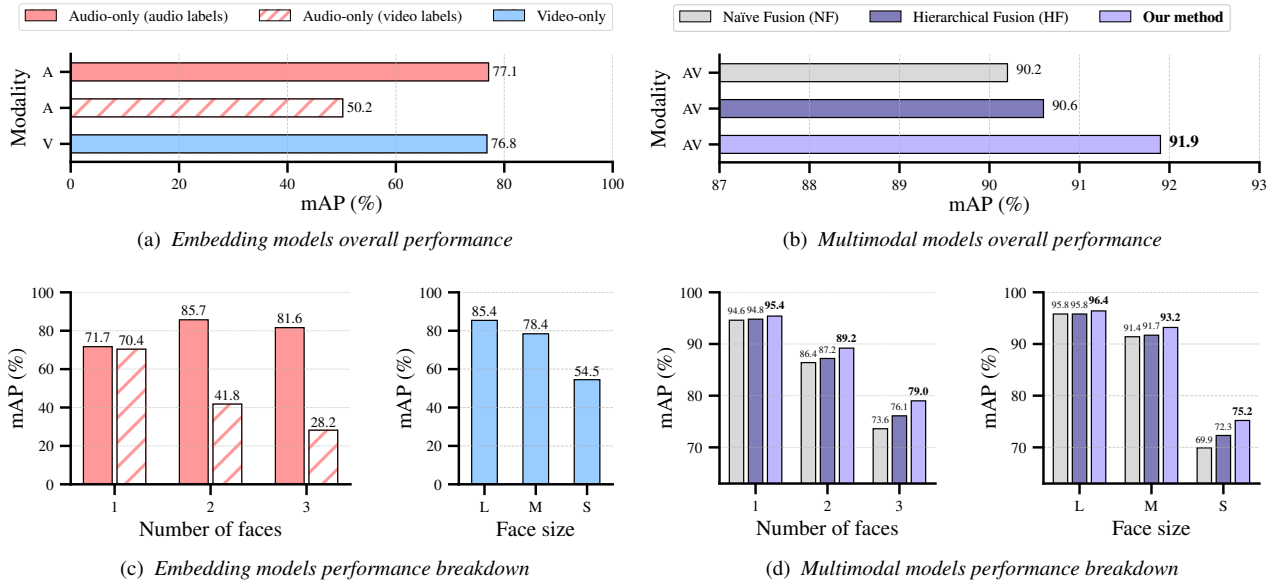 Audio-only (audio labels) Audio-only (video labels) Video-only
Modality
A 77.1
A 50.2
V 76.8
0 20 40 60 80 100
mAP (%)
(a) Embedding models overall performance
Naïve Fusion (NF) Hierarchical Fusion (HF) Our method
Modality
AV 90.2
AV 90.6
AV 91.9
87 88 89 90 91 92 93
mAP (%)
(b) Multimodal models overall performance
mAP (%)
100
80
60
40
20
0
71.7 70.4 85.7 41.8 81.6 28.2
1 2 3
Number of faces
mAP (%)
100
80
60
40
20
0
85.4 78.4 54.5
L M S
Face size
(c) Embedding models performance breakdown
mAP (%)
100
90
80
70
94.6 94.8 95.4 86.4 87.2 89.2 73.6 76.1 79.0
1 2 3
Number of faces
mAP (%)
100
90
80
70
95.8 95.8 96.4 91.4 91.7 93.2 69.9 72.3 75.2
L M S
Face size
(d) Multimodal models performance breakdown